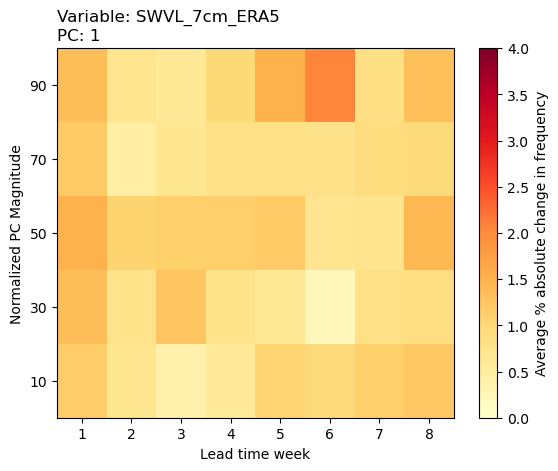 Variable: SWVL_7cm_ERA5
PC: 1
90
70
50
30
10
Normalized PC Magnitude
1 2 3 4 5 6 7 8
Lead time week
4.0
3.5
3.0
2.5
2.0
1.5
1.0
0.5
0.0
Average % absolute change in frequency